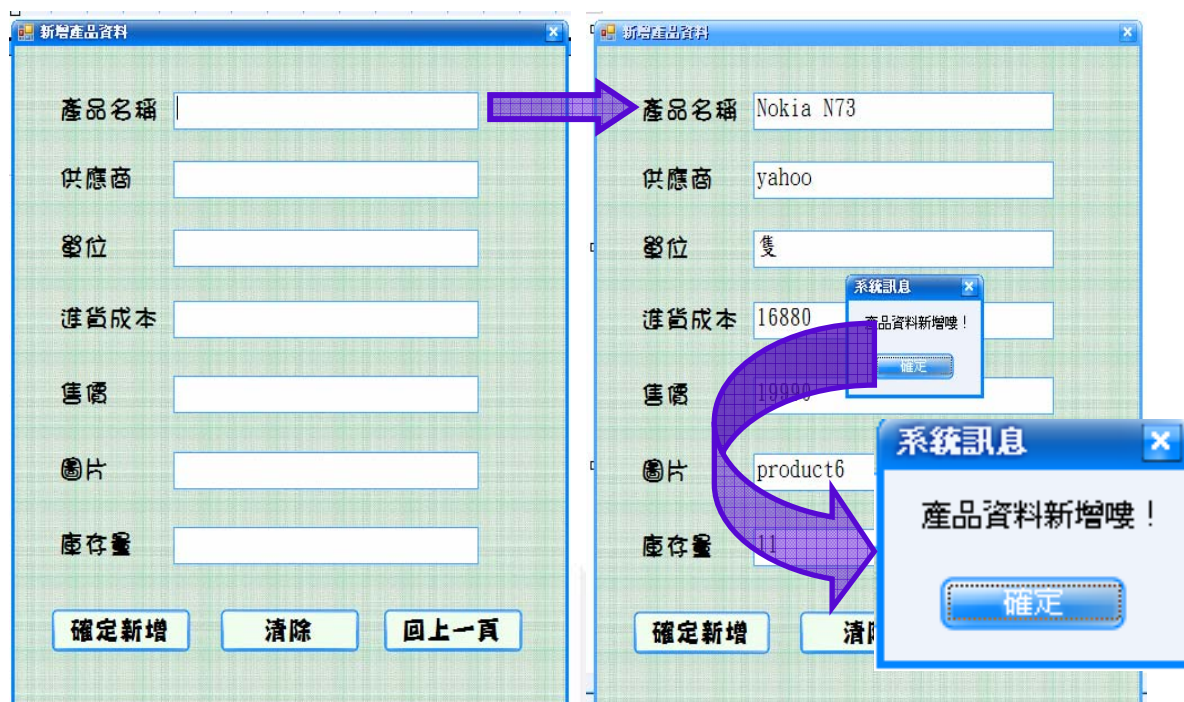 新增產品資料
產品名稱
供應商
單位
進貨成本
售價
圖片
庫存量
確定新增 清除 回上一頁
新增產品資料
產品名稱 Nokia N73
供應商 yahoo
單位 隻
進貨成本 16880
售價 19990
圖片 product6
庫存量 11
確定新增 清除
系統訊息
產品資料新增嘍！
確定
系統訊息
產品資料新增嘍！
確定